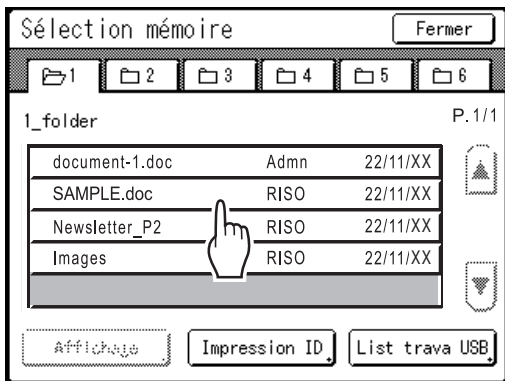 Sélection mémoire Fermer
1 2 3 4 5 6
1_folder P.1/1
document-1.doc Admn 22/11/XX
SAMPLE.doc RISO 22/11/XX
Newsletter_P2 RISO 22/11/XX
Images RISO 22/11/XX
Affichage Impression ID List trava USB